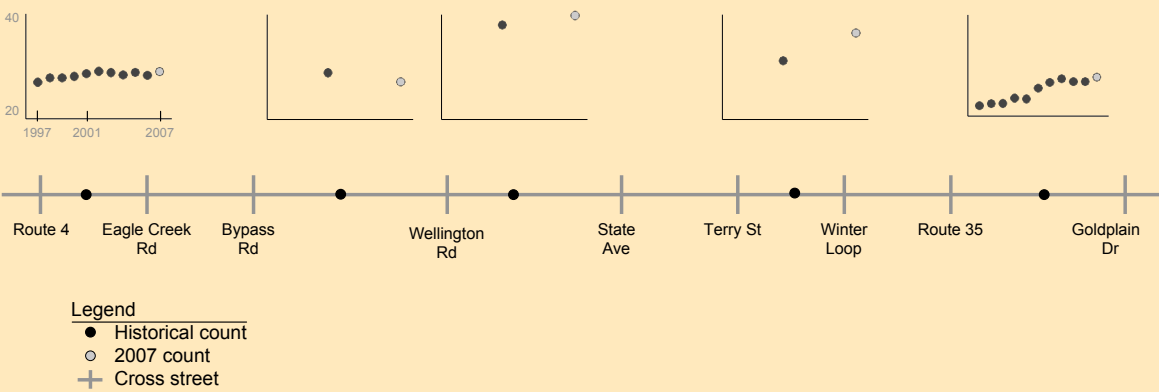 40
20
1997 2001 2007
Route 4 Eagle Creek Bypass Wellington State Terry St Winter Route 35 Goldplain
Rd Rd Rd Ave Loop Dr
Legend
Historical count
2007 count
Cross street